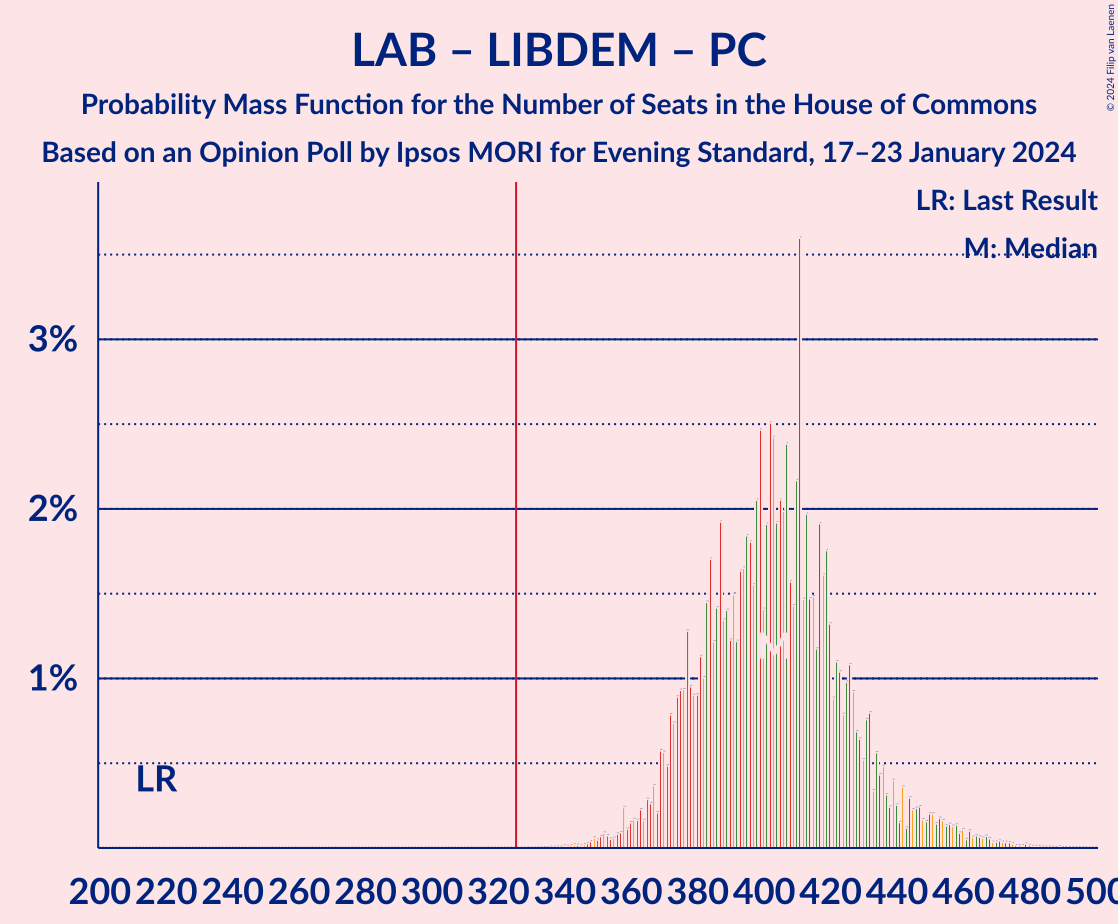 LAB – LIBDEM – PC
Probability Mass Function for the Number of Seats in the House of Commons
Based on an Opinion Poll by Ipsos MORI for Evening Standard, 17–23 January 2024
© 2024 Filip van Laenen
LR: Last Result
M: Median
3%
2%
1%
LR
M
200 220 240 260 280 300 320 340 360 380 400 420 440 460 480 500